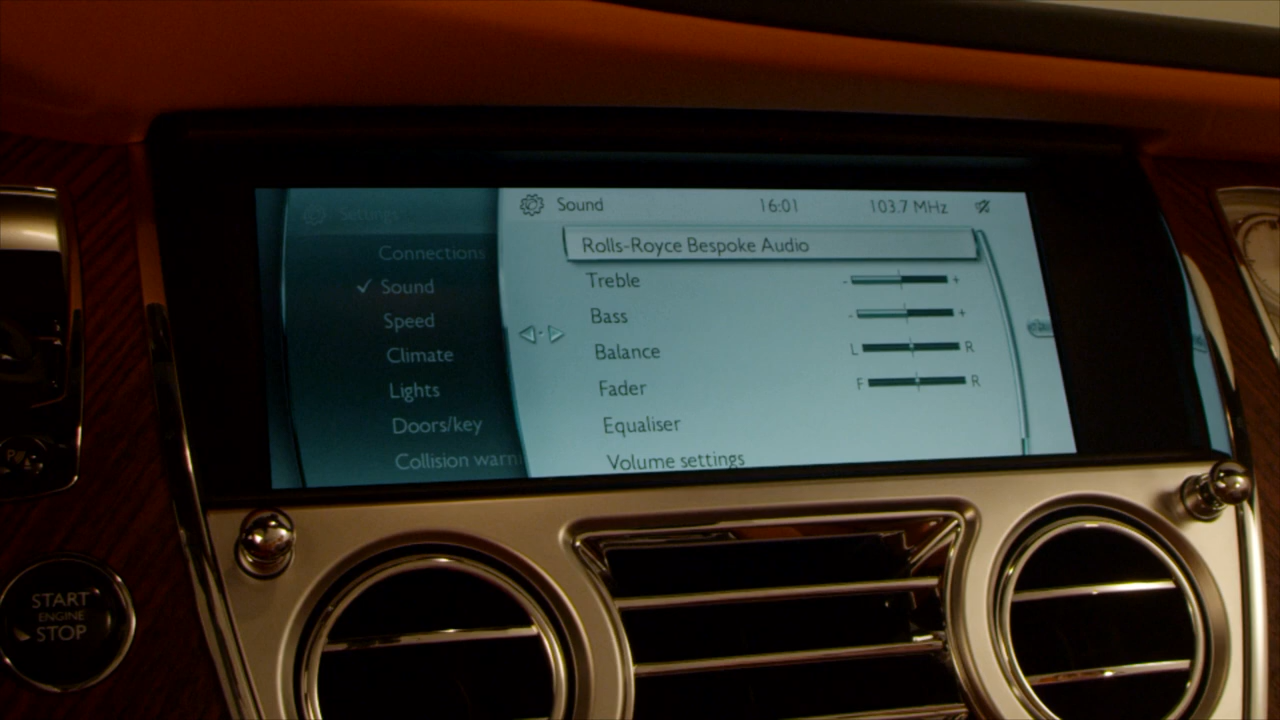 Settings
Connections
✓ Sound
Speed
Climate
Lights
Doors/key
Collision warn
Sound 16:01 103.7 MHz
Rolls-Royce Bespoke Audio
Treble - +
Bass - +
Balance L R
Fader F R
Equaliser
Volume settings
START
ENGINE
STOP